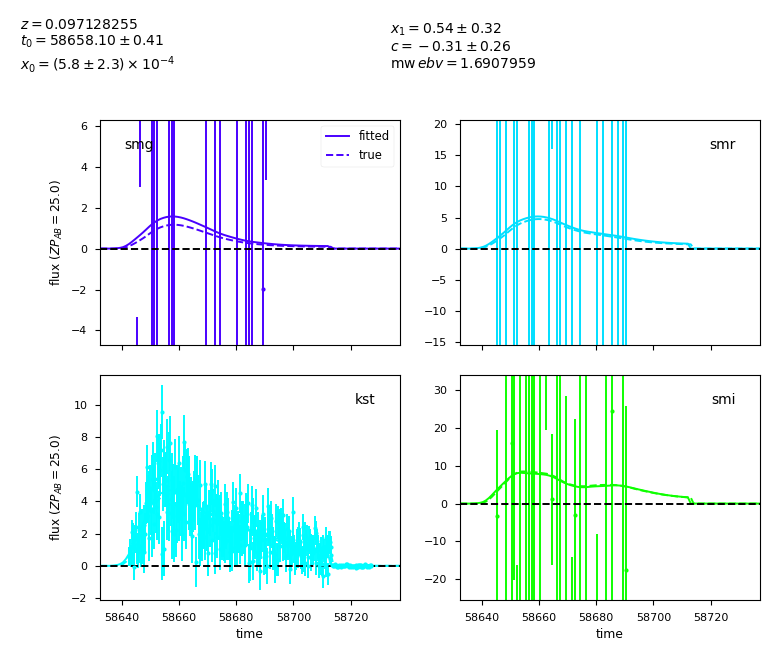 z = 0.097128255
t₀ = 58658.10 ± 0.41
x₀ = (5.8 ± 2.3) × 10⁻⁴
x₁ = 0.54 ± 0.32
c = −0.31 ± 0.26
mw ebv = 1.6907959
smg
fitted
true
6
4
2
0
−2
−4
flux (ZP_AB = 25.0)
smr
20
15
10
5
0
−5
−10
−15
kst
10
8
6
4
2
0
−2
flux (ZP_AB = 25.0)
58640 58660 58680 58700 58720
time
smi
30
20
10
0
−10
−20
58640 58660 58680 58700 58720
time